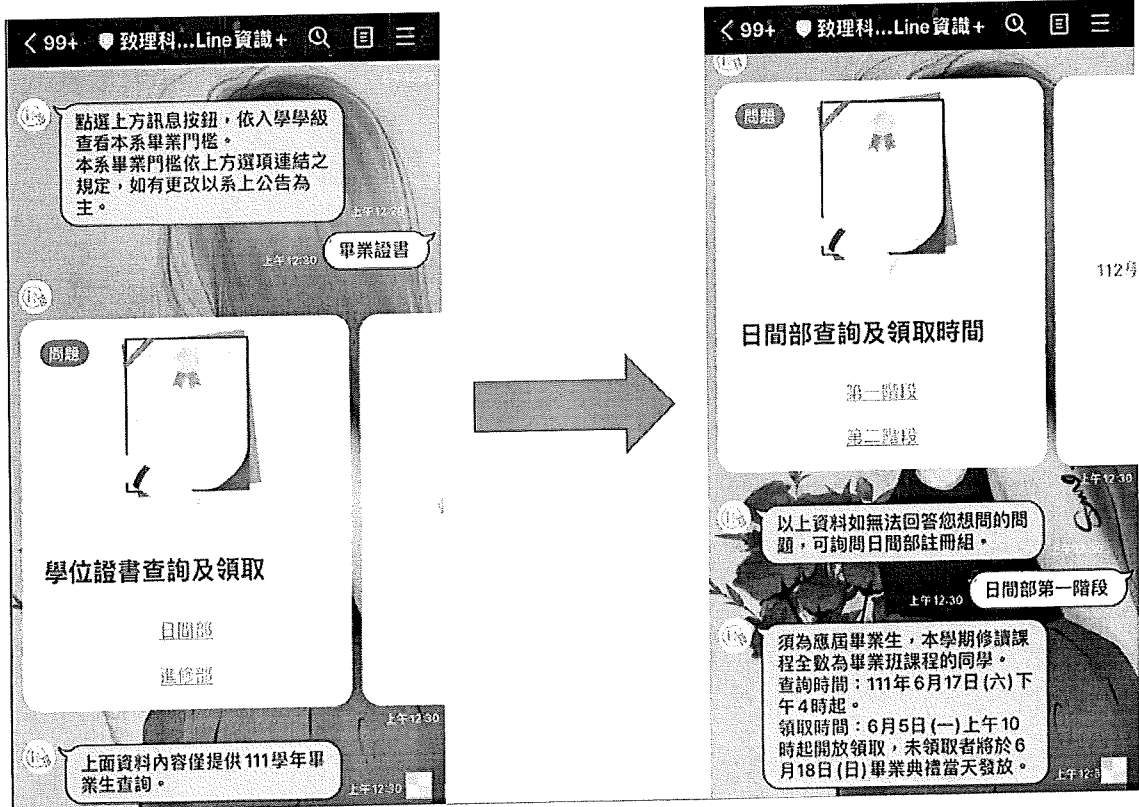 99+ 致理科...Line資識+
點選上方訊息按鈕，依入學學級
查看本系畢業門檻。
本系畢業門檻依上方選項連結之
規定，如有更改以系上公告為
主。
上午12:30
畢業證書
問題
學位證書查詢及領取
日間部
進修部
上午12:30
上面資料內容僅提供111學年畢
業生查詢。
上午12:30
99+ 致理科...Line資識+
問題
112
日間部查詢及領取時間
第一階段
第二階段
上午12:30
以上資料如無法回答您想問的問
題，可詢問日間部註冊組。
上午12:30
日間部第一階段
須為應屆畢業生，本學期修讀課
程全數為畢業班課程的同學。
查詢時間：111年6月17日(六)下
午4時起。
領取時間：6月5日(一)上午10
時起開放領取，未領取者將於6
月18日(日)畢業典禮當天發放。